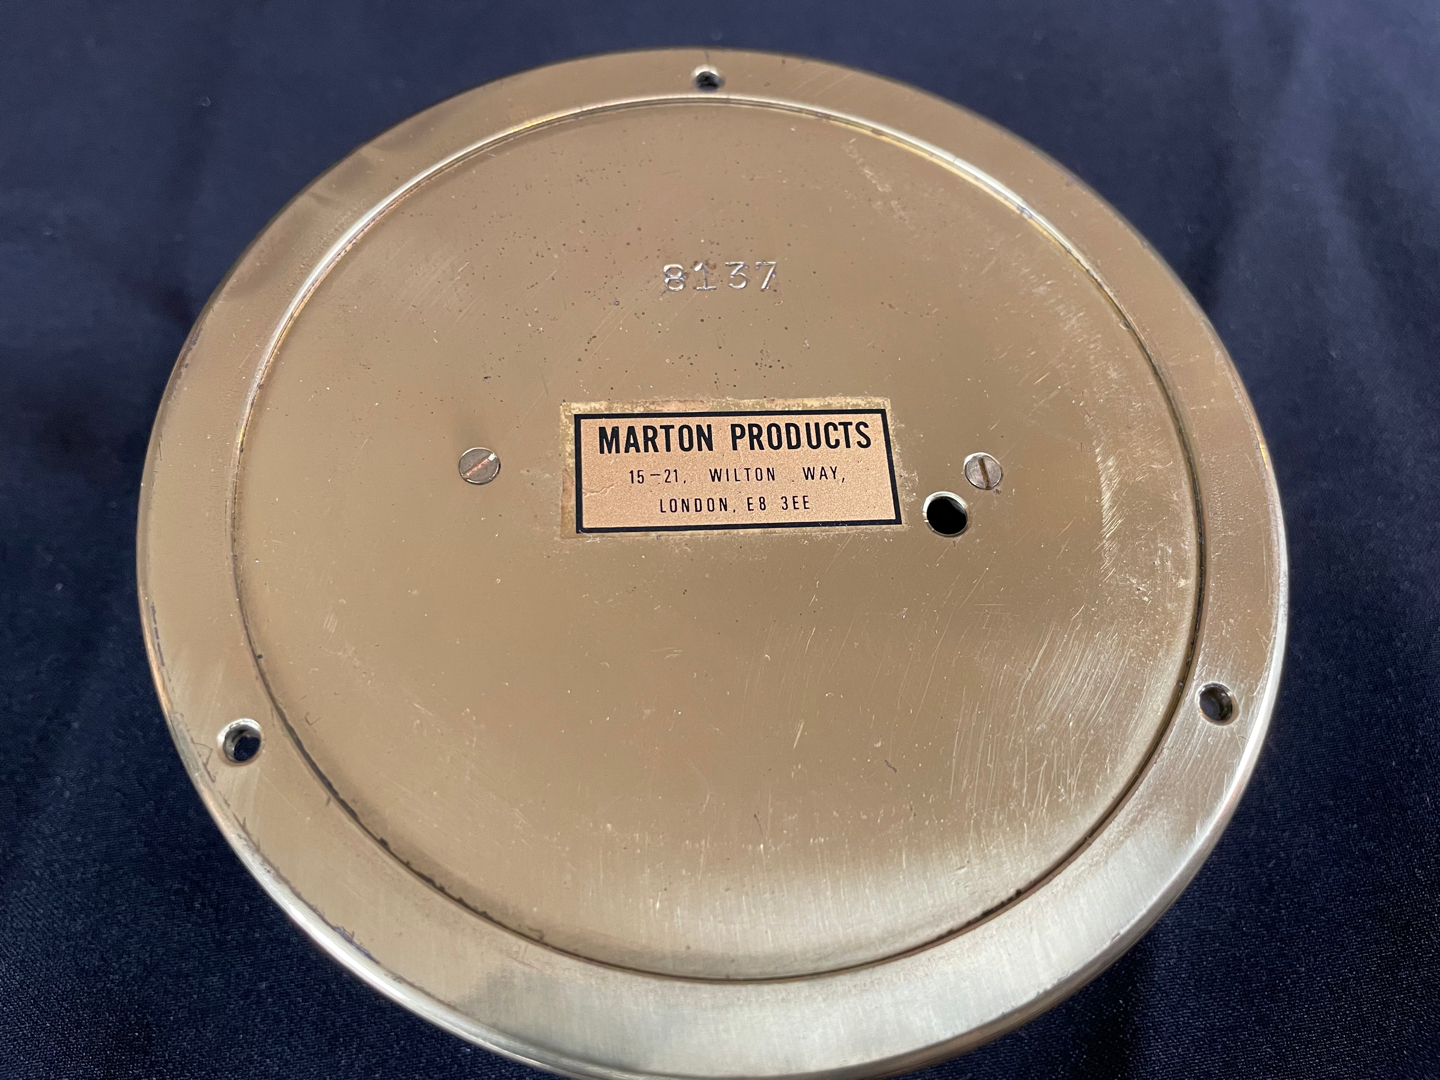 8137
MARTON PRODUCTS
15-21, WILTON WAY,
LONDON, E8 3EE